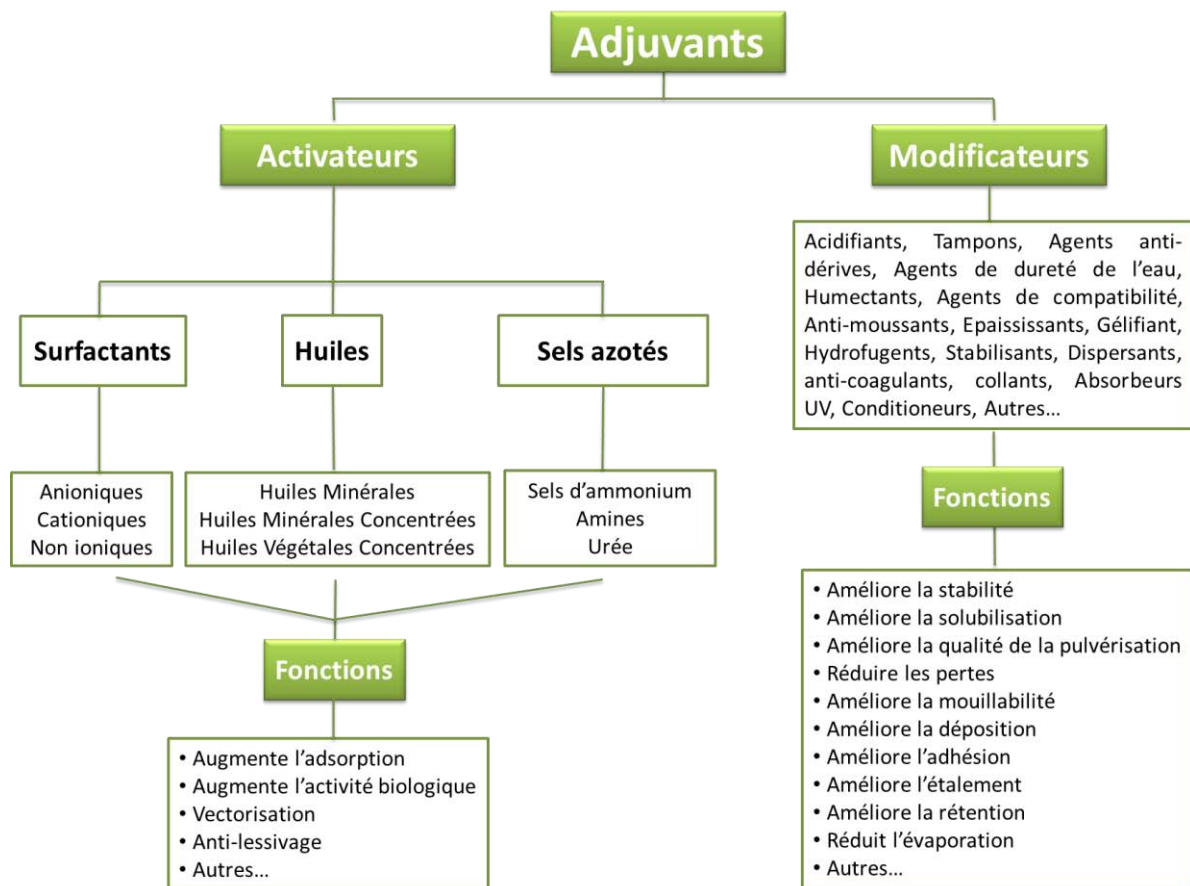 Adjuvants
Activateurs
Modificateurs
Acidifiants, Tampons, Agents anti-
dérives, Agents de dureté de l'eau,
Humectants, Agents de compatibilité,
Anti-moussants, Epaississants, Gélifiant,
Hydrofugents, Stabilisants, Dispersants,
anti-coagulants, collants, Absorbeurs
UV, Conditioneurs, Autres...
Surfactants
Huiles
Sels azotés
Anioniques
Cationiques
Non ioniques
Huiles Minérales
Huiles Minérales Concentrées
Huiles Végétales Concentrées
Sels d'ammonium
Amines
Urée
Fonctions
• Augmente l'adsorption
• Augmente l'activité biologique
• Vectorisation
• Anti-lessivage
• Autres...
Fonctions
• Améliore la stabilité
• Améliore la solubilisation
• Améliore la qualité de la pulvérisation
• Réduire les pertes
• Améliore la mouillabilité
• Améliore la déposition
• Améliore l'adhésion
• Améliore l'étalement
• Améliore la rétention
• Réduit l'évaporation
• Autres...